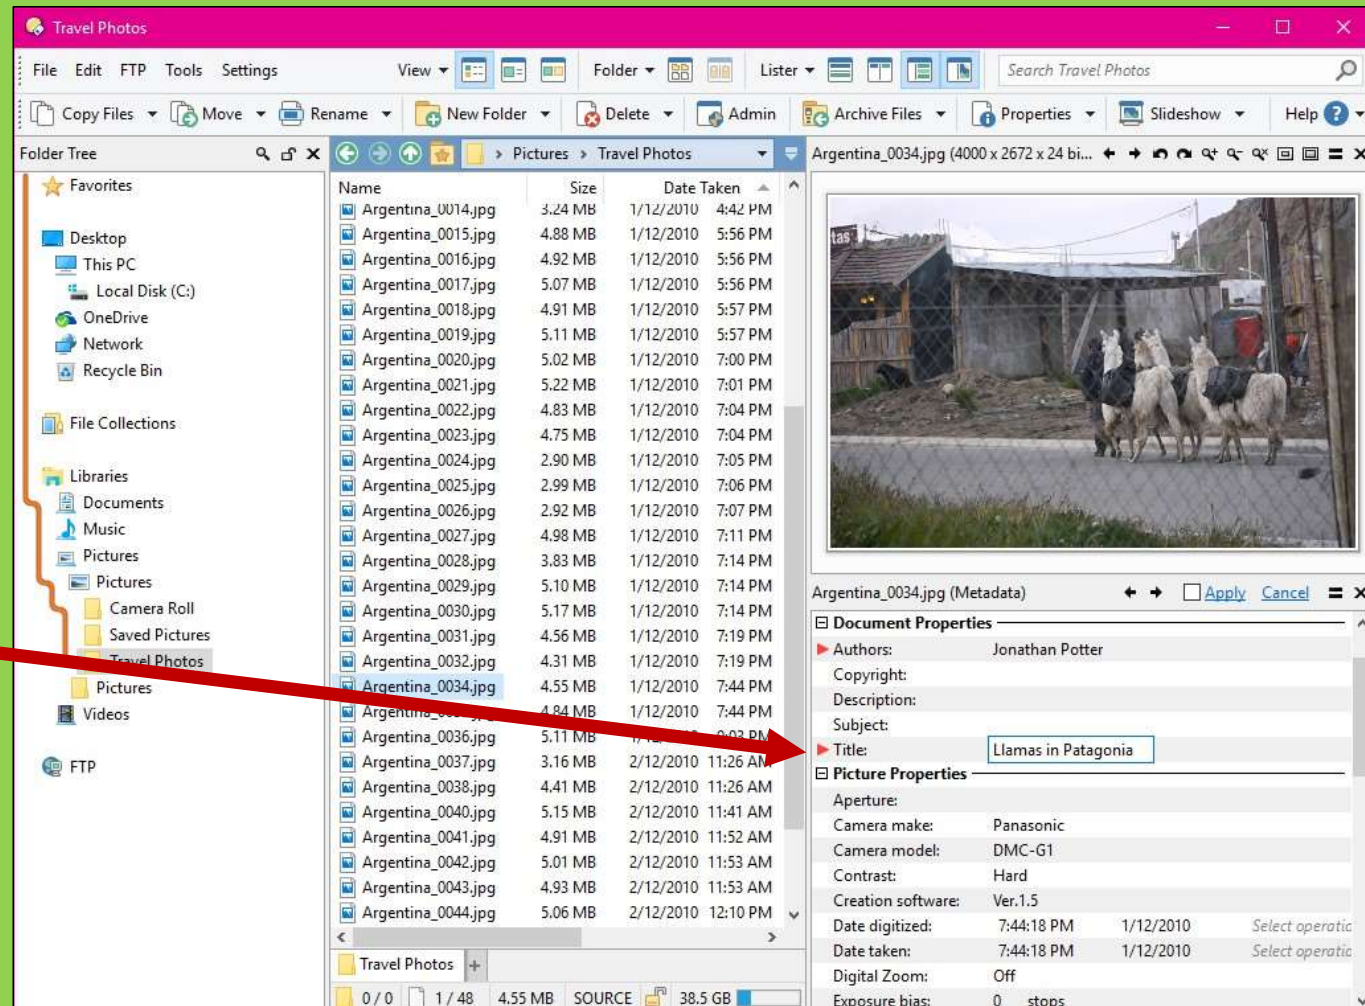 Travel Photos
File Edit FTP Tools Settings View Folder Lister Search Travel Photos
Copy Files Move Rename New Folder Delete Admin Archive Files Properties Slideshow Help
Folder Tree
Favorites
Desktop
This PC
Local Disk (C:)
OneDrive
Network
Recycle Bin
File Collections
Libraries
Documents
Music
Pictures
Pictures
Camera Roll
Saved Pictures
Travel Photos
Pictures
Videos
FTP
Pictures › Travel Photos
Name Size Date Taken
Argentina_0014.jpg 3.24 MB 1/12/2010 4:42 PM
Argentina_0015.jpg 4.88 MB 1/12/2010 5:56 PM
Argentina_0016.jpg 4.92 MB 1/12/2010 5:56 PM
Argentina_0017.jpg 5.07 MB 1/12/2010 5:56 PM
Argentina_0018.jpg 4.91 MB 1/12/2010 5:57 PM
Argentina_0019.jpg 5.11 MB 1/12/2010 5:57 PM
Argentina_0020.jpg 5.02 MB 1/12/2010 7:00 PM
Argentina_0021.jpg 5.22 MB 1/12/2010 7:01 PM
Argentina_0022.jpg 4.83 MB 1/12/2010 7:04 PM
Argentina_0023.jpg 4.75 MB 1/12/2010 7:04 PM
Argentina_0024.jpg 2.90 MB 1/12/2010 7:05 PM
Argentina_0025.jpg 2.99 MB 1/12/2010 7:06 PM
Argentina_0026.jpg 2.92 MB 1/12/2010 7:07 PM
Argentina_0027.jpg 4.98 MB 1/12/2010 7:11 PM
Argentina_0028.jpg 3.83 MB 1/12/2010 7:14 PM
Argentina_0029.jpg 5.10 MB 1/12/2010 7:14 PM
Argentina_0030.jpg 5.17 MB 1/12/2010 7:14 PM
Argentina_0031.jpg 4.56 MB 1/12/2010 7:19 PM
Argentina_0032.jpg 4.31 MB 1/12/2010 7:19 PM
Argentina_0034.jpg 4.55 MB 1/12/2010 7:44 PM
4.84 MB 1/12/2010 7:44 PM
Argentina_0036.jpg 5.11 MB
Argentina_0037.jpg 3.16 MB 2/12/2010 11:26 AM
Argentina_0038.jpg 4.41 MB 2/12/2010 11:26 AM
Argentina_0040.jpg 5.15 MB 2/12/2010 11:41 AM
Argentina_0041.jpg 4.91 MB 2/12/2010 11:52 AM
Argentina_0042.jpg 5.01 MB 2/12/2010 11:53 AM
Argentina_0043.jpg 4.93 MB 2/12/2010 11:53 AM
Argentina_0044.jpg 5.06 MB 2/12/2010 12:10 PM
Travel Photos +
0 / 0 1 / 48 4.55 MB SOURCE 38.5 GB
Argentina_0034.jpg (4000 x 2672 x 24 bi...
tas
Argentina_0034.jpg (Metadata) Apply Cancel
Document Properties
Authors: Jonathan Potter
Copyright:
Description:
Subject:
Title: Llamas in Patagonia
Picture Properties
Aperture:
Camera make: Panasonic
Camera model: DMC-G1
Contrast: Hard
Creation software: Ver.1.5
Date digitized: 7:44:18 PM 1/12/2010 Select operatio
Date taken: 7:44:18 PM 1/12/2010 Select operatio
Digital Zoom: Off
Exposure bias: 0 stops